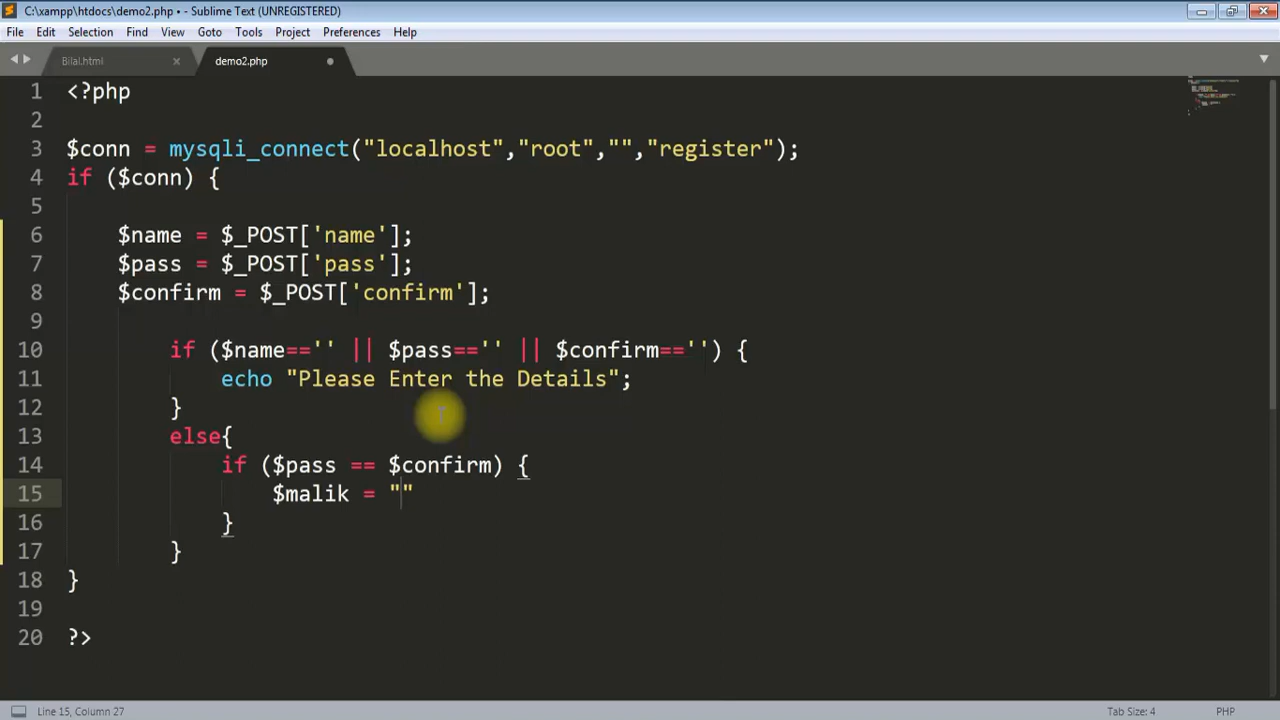 C:\xampp\htdocs\demo2.php • - Sublime Text (UNREGISTERED)
File Edit Selection Find View Goto Tools Project Preferences Help
Bilal.html × demo2.php
1 <?php
2
3 $conn = mysqli_connect("localhost","root","","register");
4 if ($conn) {
5
6 $name = $_POST['name'];
7 $pass = $_POST['pass'];
8 $confirm = $_POST['confirm'];
9
10 if ($name=='' || $pass=='' || $confirm=='') {
11 echo "Please Enter the Details";
12 }
13 else{
14 if ($pass == $confirm) {
15 $malik = ""
16 }
17 }
18 }
19
20 ?>
Line 15, Column 27 Tab Size: 4 PHP